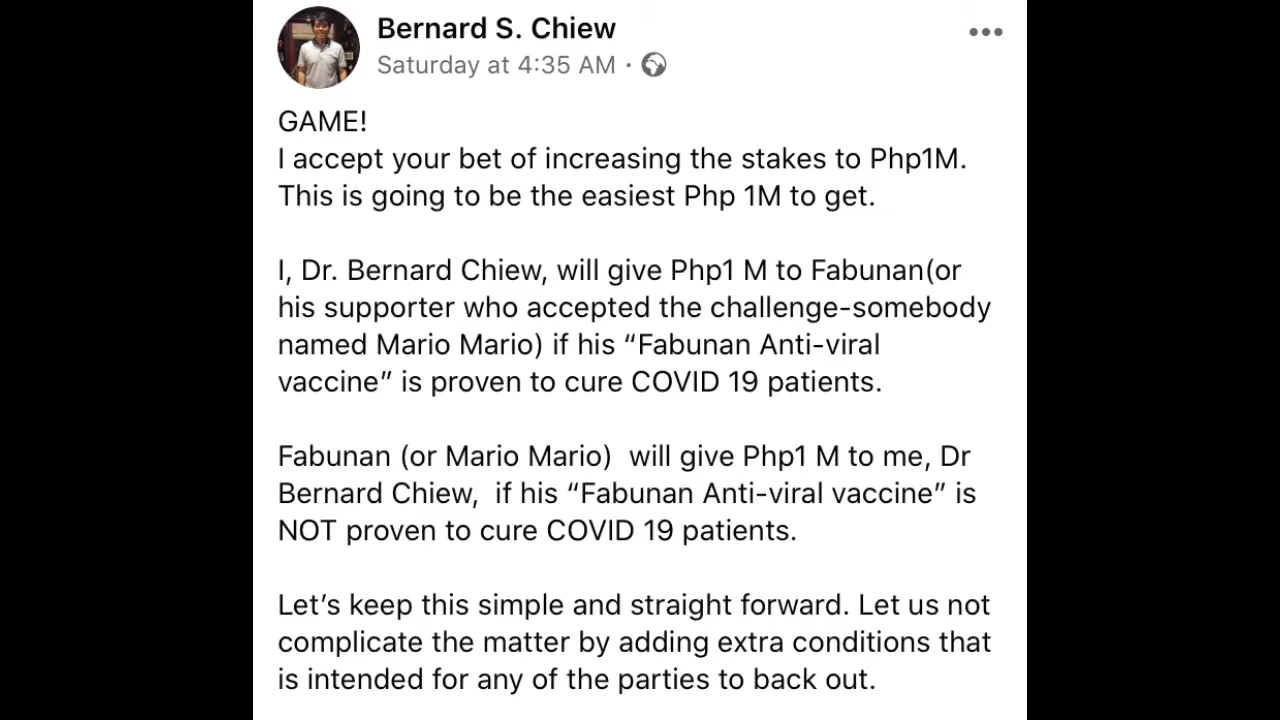 Bernard S. Chiew
Saturday at 4:35 AM ·
GAME!
I accept your bet of increasing the stakes to Php1M.
This is going to be the easiest Php 1M to get.
I, Dr. Bernard Chiew, will give Php1 M to Fabunan(or
his supporter who accepted the challenge-somebody
named Mario Mario) if his “Fabunan Anti-viral
vaccine” is proven to cure COVID 19 patients.
Fabunan (or Mario Mario)  will give Php1 M to me, Dr
Bernard Chiew,  if his “Fabunan Anti-viral vaccine” is
NOT proven to cure COVID 19 patients.
Let’s keep this simple and straight forward. Let us not
complicate the matter by adding extra conditions that
is intended for any of the parties to back out.